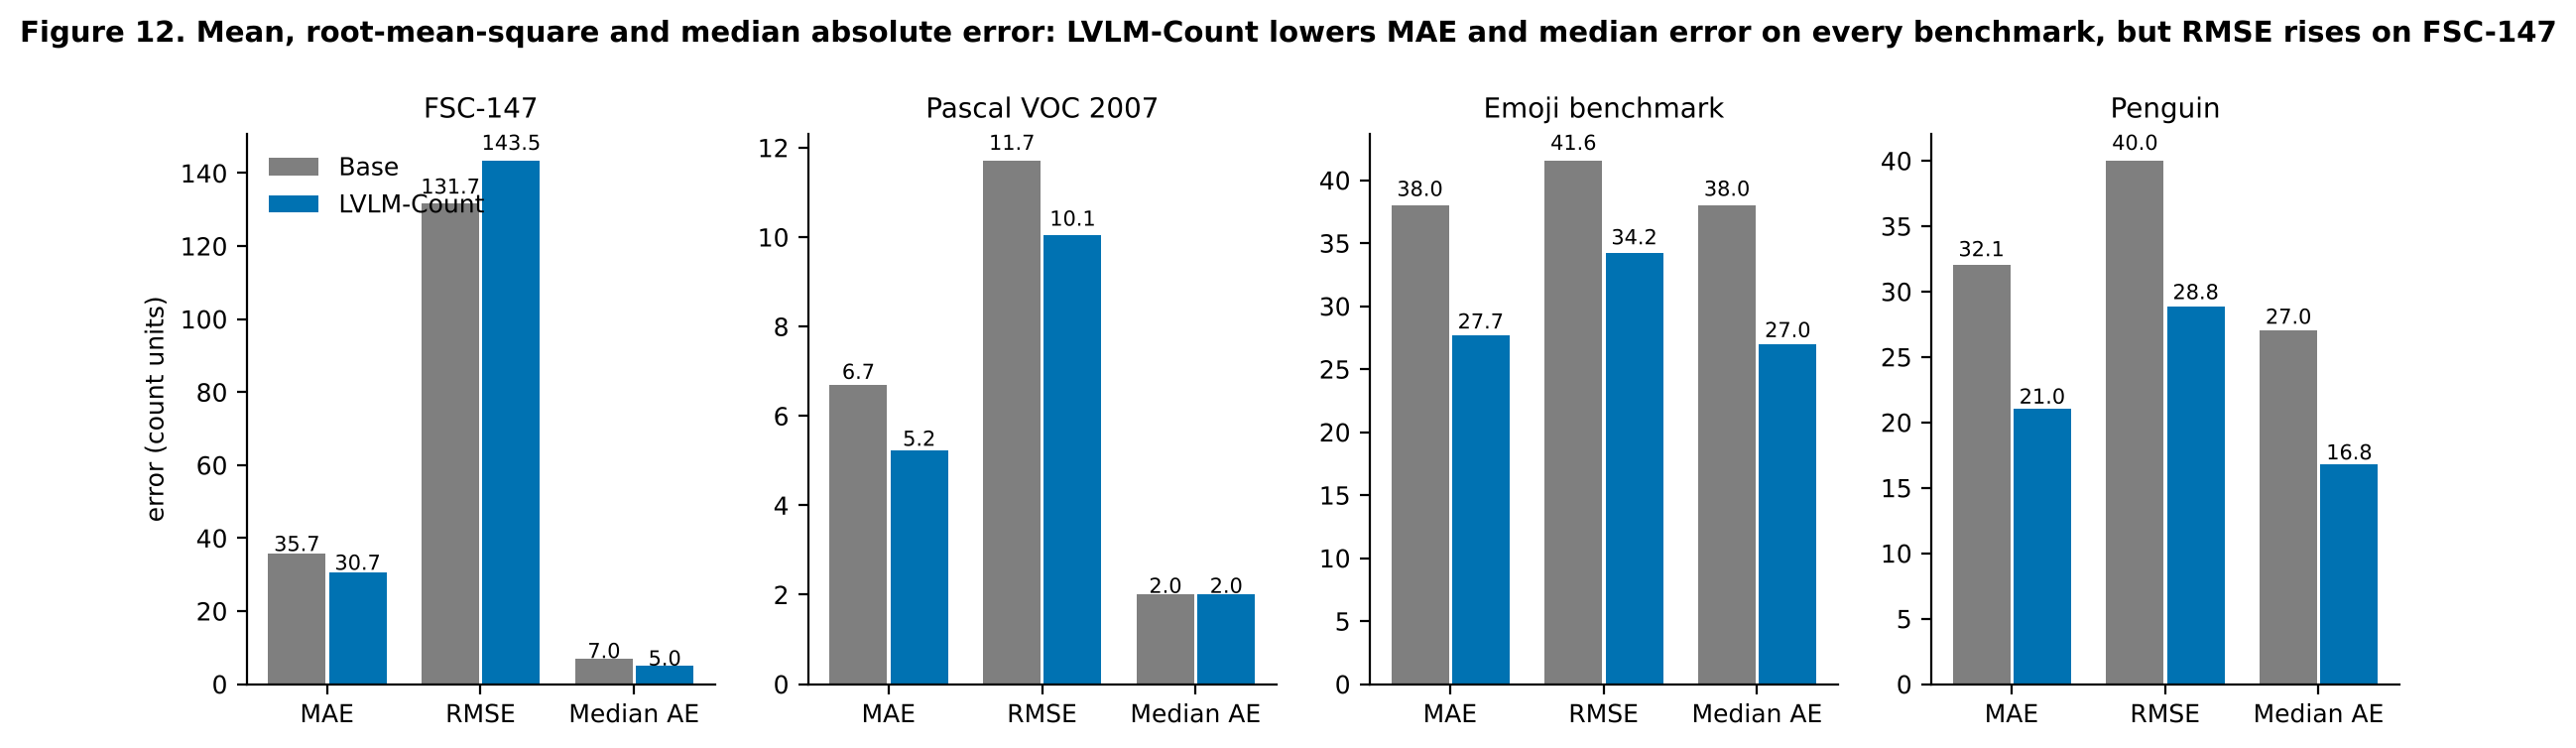 Figure 12. Mean, root-mean-square and median absolute error: LVLM-Count lowers MAE and median error on every benchmark, but RMSE rises on FSC-147
FSC-147
error (count units)
0
20
40
60
80
100
120
140
Base
LVLM-Count
35.7
30.7
131.7
143.5
7.0
5.0
MAE
RMSE
Median AE
Pascal VOC 2007
0
2
4
6
8
10
12
6.7
5.2
11.7
10.1
2.0
2.0
MAE
RMSE
Median AE
Emoji benchmark
0
5
10
15
20
25
30
35
40
38.0
27.7
41.6
34.2
38.0
27.0
MAE
RMSE
Median AE
Penguin
0
5
10
15
20
25
30
35
40
32.1
21.0
40.0
28.8
27.0
16.8
MAE
RMSE
Median AE